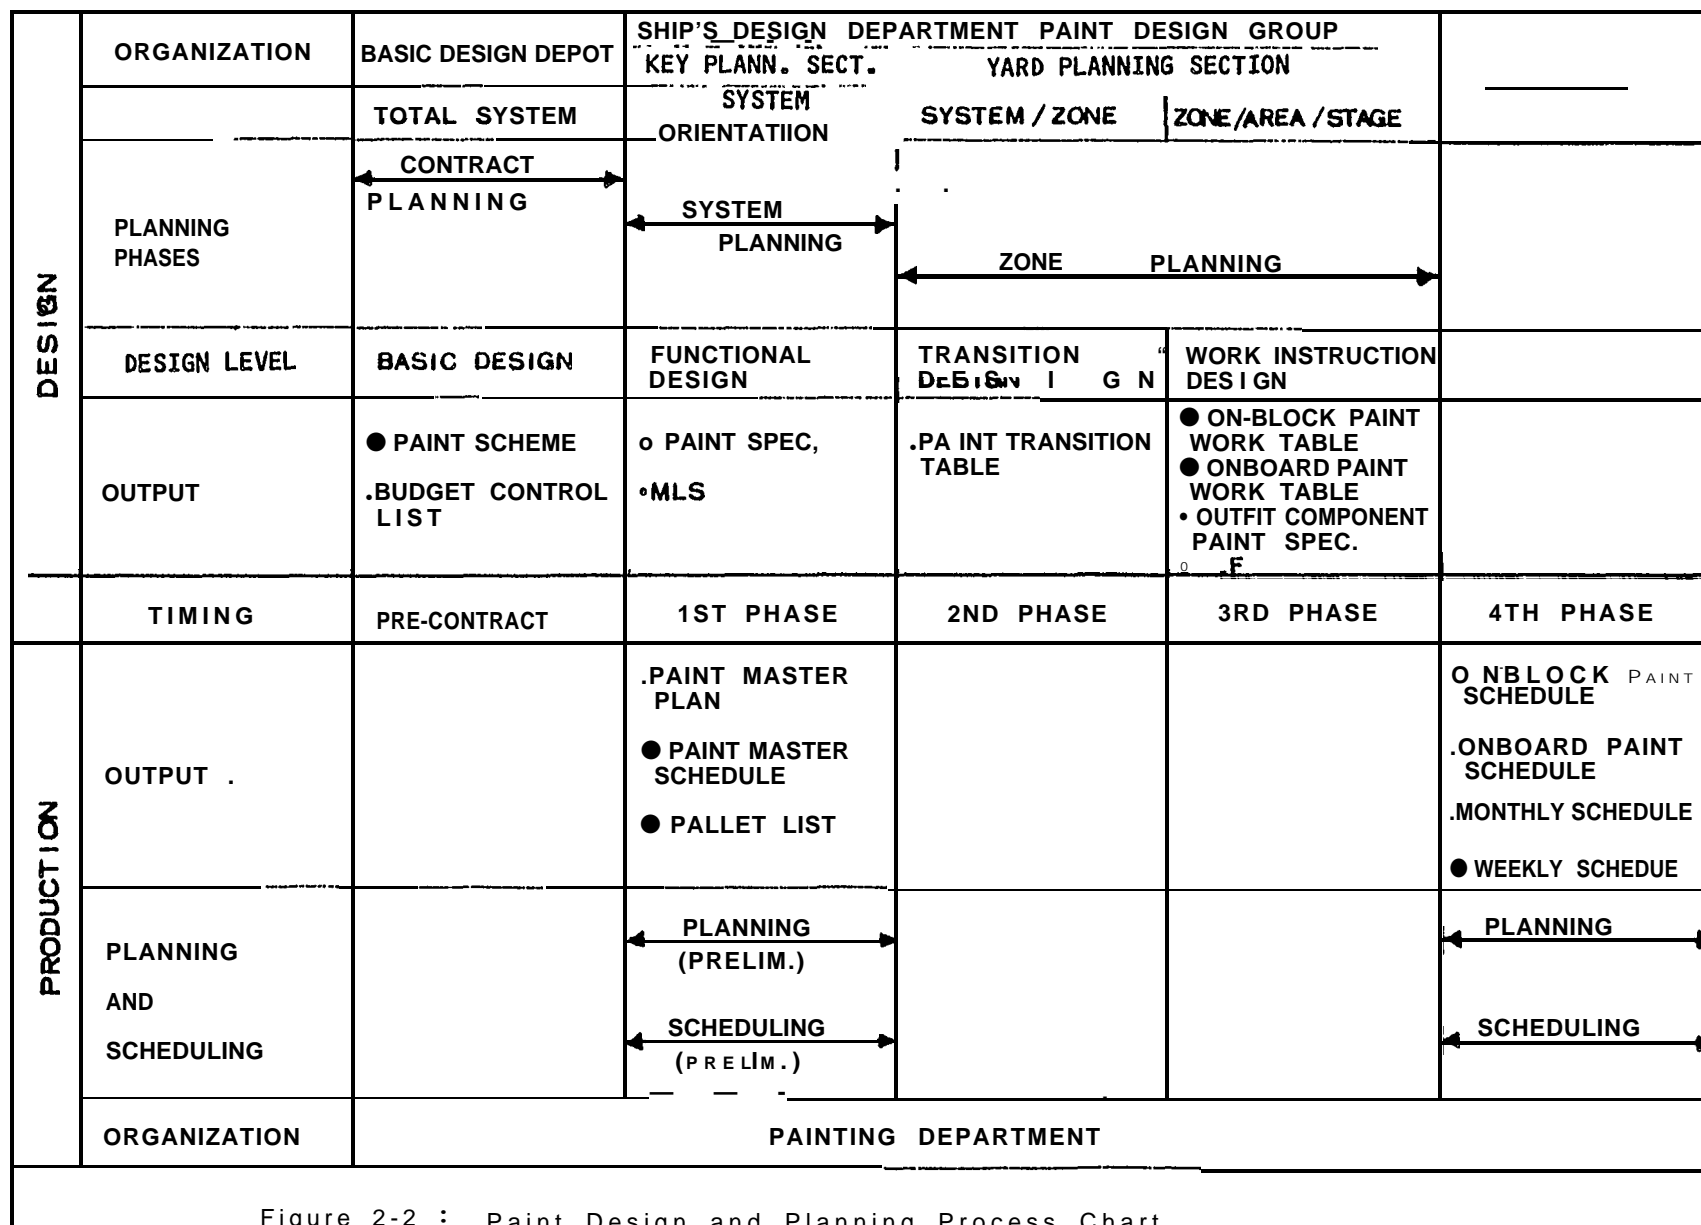 SHIP'S DESIGN DEPARTMENT PAINT DESIGN GROUP
ORGANIZATION
BASIC DESIGN DEPOT
KEY PLANN. SECT.
YARD PLANNING SECTION
TOTAL SYSTEM
SYSTEM
ORIENTATIION
SYSTEM / ZONE
ZONE/AREA / STAGE
DESIGN
PLANNING
PHASES
CONTRACT
PLANNING
SYSTEM
PLANNING
ZONE PLANNING
DESIGN LEVEL
BASIC DESIGN
FUNCTIONAL
DESIGN
TRANSITION
WORK INSTRUCTION
DESIGN
OUTPUT
● PAINT SCHEME
.BUDGET CONTROL
LIST
o PAINT SPEC,
•MLS
.PA INT TRANSITION
TABLE
● ON-BLOCK PAINT
WORK TABLE
● ONBOARD PAINT
WORK TABLE
• OUTFIT COMPONENT
PAINT SPEC.
TIMING
PRE-CONTRACT
1ST PHASE
2ND PHASE
3RD PHASE
4TH PHASE
PRODUCTION
OUTPUT .
.PAINT MASTER
PLAN
● PAINT MASTER
SCHEDULE
● PALLET LIST
ON-BLOCK PAINT
SCHEDULE
.ONBOARD PAINT
SCHEDULE
.MONTHLY SCHEDULE
● WEEKLY SCHEDUE
PLANNING
AND
SCHEDULING
PLANNING
(PRELIM.)
SCHEDULING
(PRELIM.)
PLANNING
SCHEDULING
ORGANIZATION
PAINTING DEPARTMENT
Figure 2-2 : Paint Design and Planning Process Chart